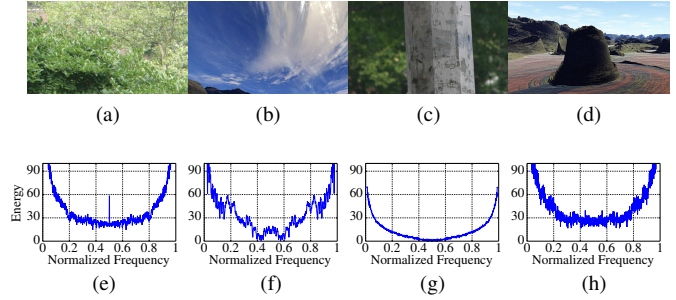 (a) (b) (c) (d)
90 90 90 90
60 60 60 60
30 30 30 30
0 0 0 0
Energy
0 0.2 0.4 0.6 0.8 1 0 0.2 0.4 0.6 0.8 1 0 0.2 0.4 0.6 0.8 1 0 0.2 0.4 0.6 0.8 1
Normalized Frequency Normalized Frequency Normalized Frequency Normalized Frequency
(e) (f) (g) (h)